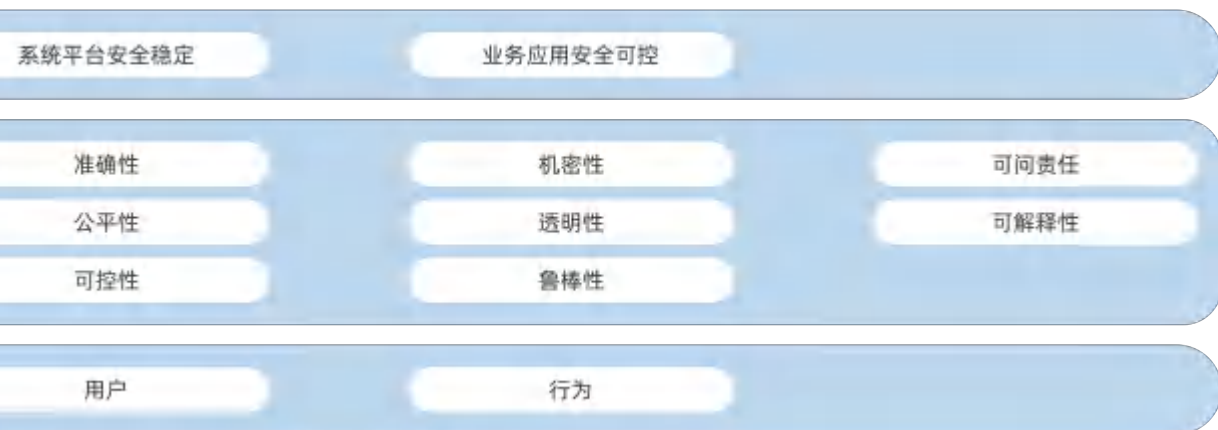 系统平台安全稳定 业务应用安全可控
准确性 机密性 可问责任
公平性 透明性 可解释性
可控性 鲁棒性
用户 行为